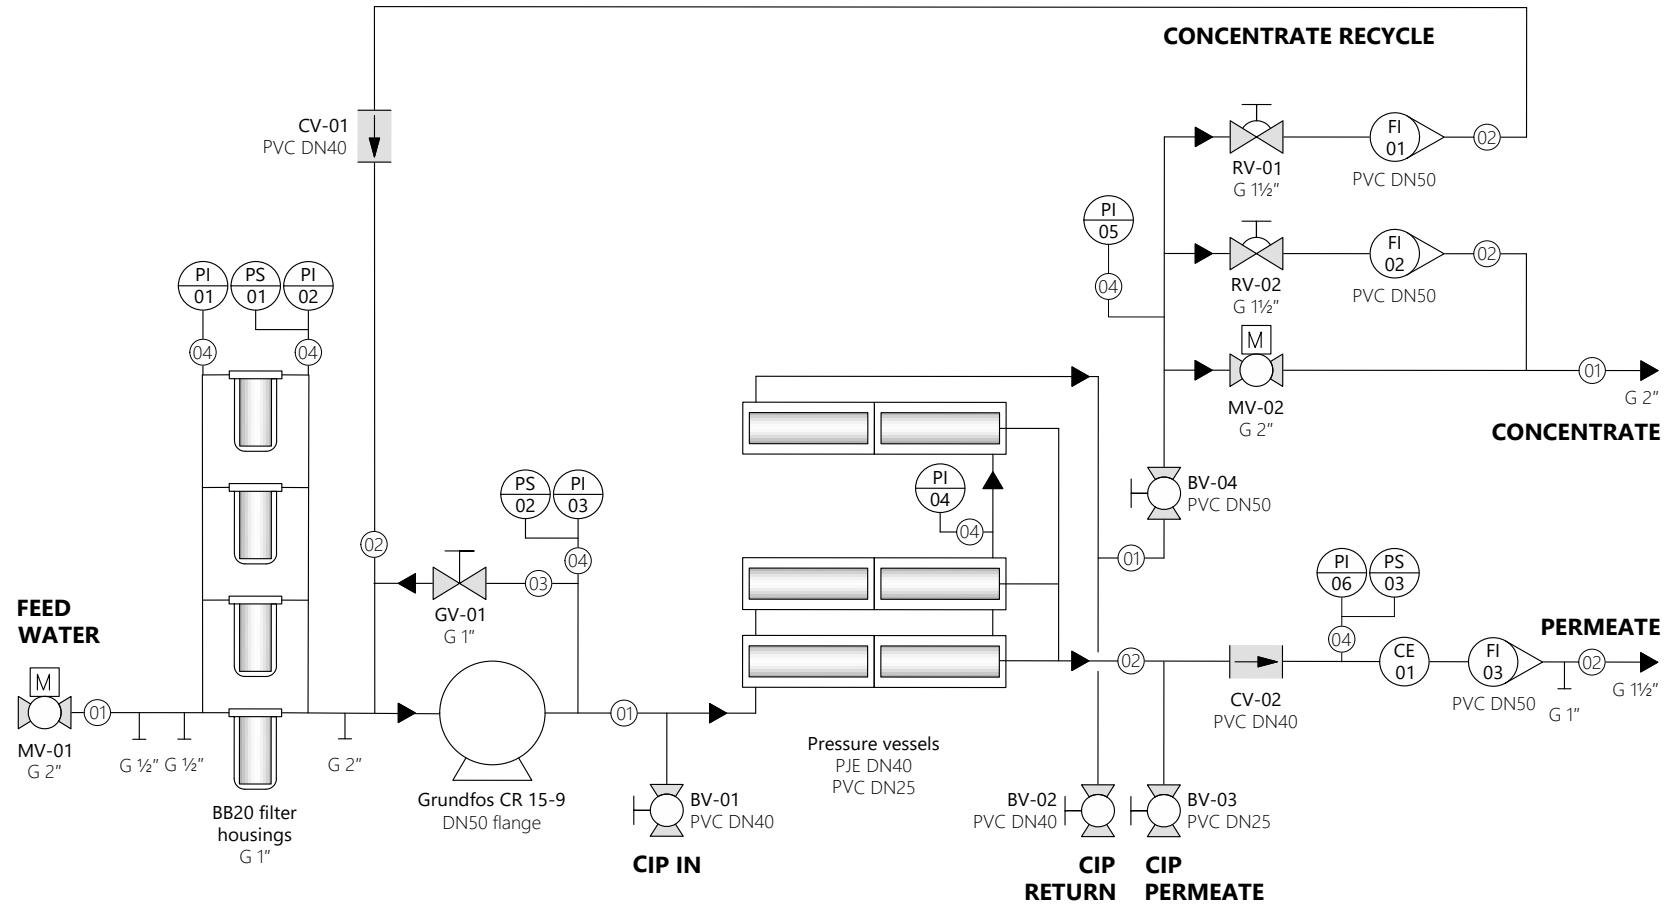 CONCENTRATE RECYCLE
CV-01
PVC DN40
FI
01
02
RV-01
G 1½"
PVC DN50
PI
05
04
FI
02
02
RV-02
G 1½"
PVC DN50
PI
01
PS
01
PI
02
04
04
M
MV-02
G 2"
01
G 2"
CONCENTRATE
PS
02
PI
03
04
02
03
GV-01
G 1"
PI
04
04
BV-04
PVC DN50
01
PI
06
PS
03
04
FEED
WATER
M
01
MV-01
G 2"
G ½"
G ½"
G 2"
BB20 filter
housings
G 1"
Grundfos CR 15-9
DN50 flange
01
Pressure vessels
PJE DN40
PVC DN25
02
CV-02
PVC DN40
CE
01
FI
03
PVC DN50
G 1"
02
PERMEATE
G 1½"
BV-01
PVC DN40
CIP IN
BV-02
PVC DN40
CIP
RETURN
BV-03
PVC DN25
CIP
PERMEATE